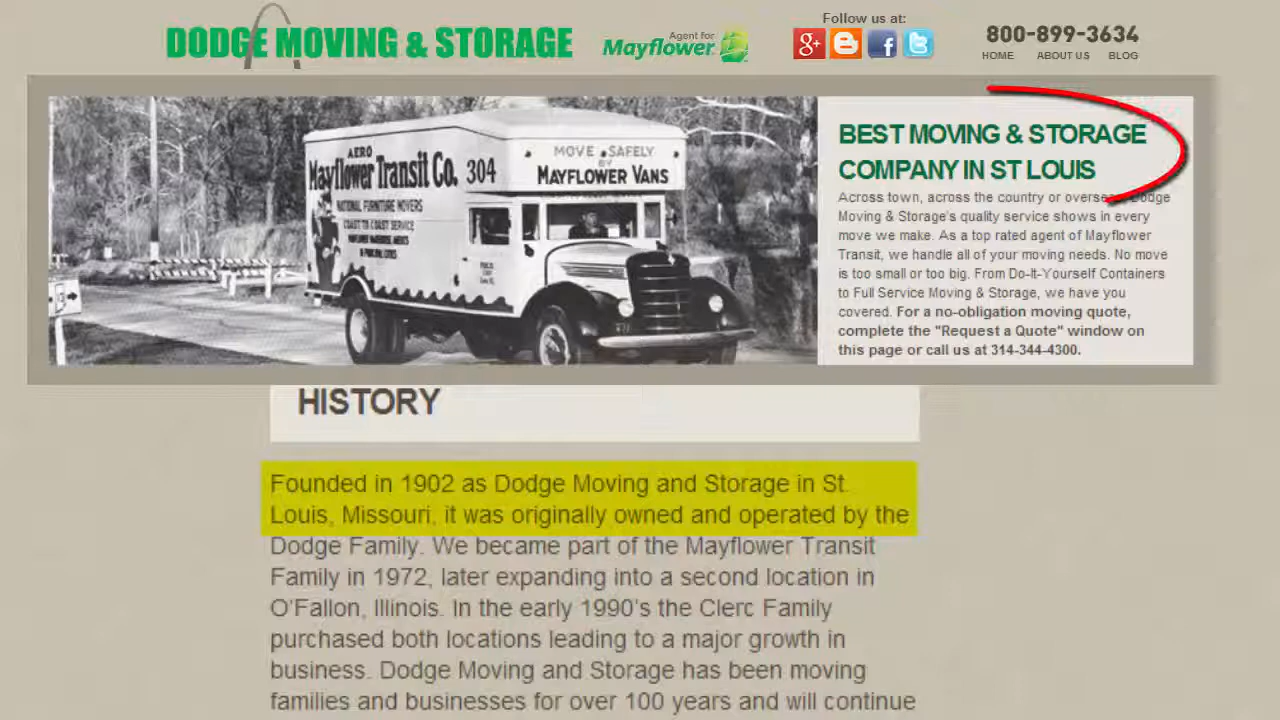 DODGE MOVING & STORAGE
Agent for
Mayflower
Follow us at:
800-899-3634
HOME ABOUT US BLOG
AERO
Mayflower Transit Co. 304
NATIONAL FURNITURE MOVERS
COAST TO COAST SERVICE
MOVE SAFELY
BY
MAYFLOWER VANS
BEST MOVING & STORAGE
COMPANY IN ST LOUIS
Across town, across the country or overseas, Dodge
Moving & Storage's quality service shows in every
move we make. As a top rated agent of Mayflower
Transit, we handle all of your moving needs. No move
is too small or too big. From Do-It-Yourself Containers
to Full Service Moving & Storage, we have you
covered. For a no-obligation moving quote,
complete the "Request a Quote" window on
this page or call us at 314-344-4300.
HISTORY
Founded in 1902 as Dodge Moving and Storage in St.
Louis, Missouri, it was originally owned and operated by the
Dodge Family. We became part of the Mayflower Transit
Family in 1972, later expanding into a second location in
O'Fallon, Illinois. In the early 1990's the Clerc Family
purchased both locations leading to a major growth in
business. Dodge Moving and Storage has been moving
families and businesses for over 100 years and will continue